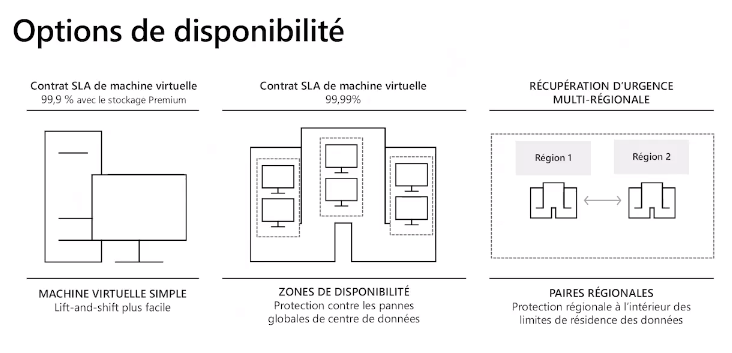 Options de disponibilité
Contrat SLA de machine virtuelle
99,9 % avec le stockage Premium
Contrat SLA de machine virtuelle
99,99%
RÉCUPÉRATION D'URGENCE
MULTI-RÉGIONALE
Région 1
Région 2
MACHINE VIRTUELLE SIMPLE
Lift-and-shift plus facile
ZONES DE DISPONIBILITÉ
Protection contre les pannes
globales de centre de données
PAIRES RÉGIONALES
Protection régionale à l'intérieur des
limites de résidence des données